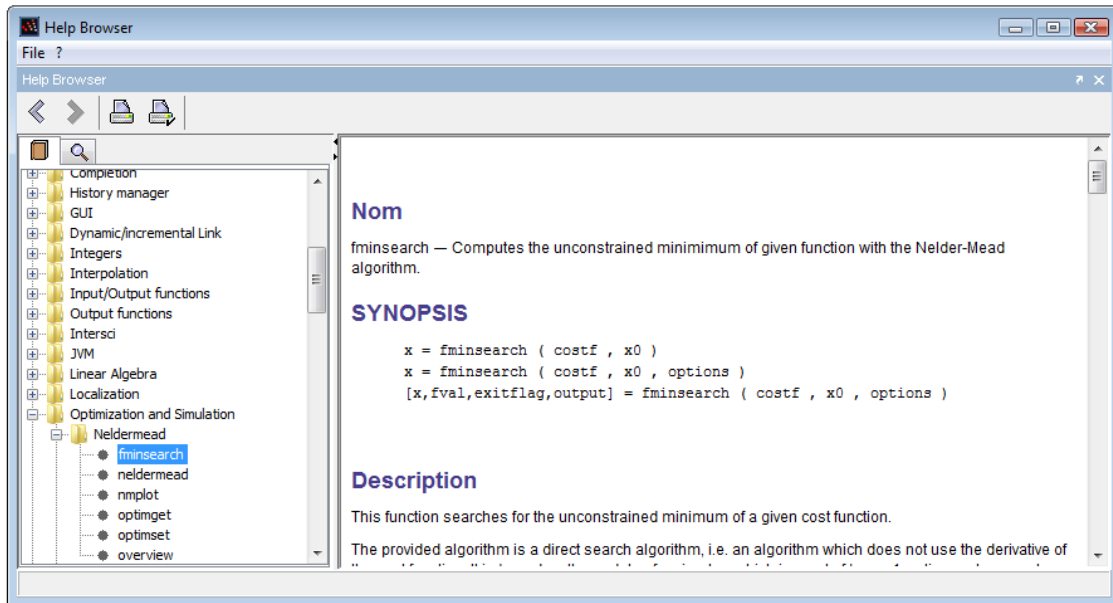 Help Browser
File ?
Help Browser
Completion
History manager
GUI
Dynamic/incremental Link
Integers
Interpolation
Input/Output functions
Output functions
Intersci
JVM
Linear Algebra
Localization
Optimization and Simulation
Neldermead
fminsearch
neldermead
nmplot
optimget
optimset
overview
Nom
fminsearch — Computes the unconstrained minimimum of given function with the Nelder-Mead
algorithm.
SYNOPSIS
x = fminsearch ( costf , x0 )
x = fminsearch ( costf , x0 , options )
[x,fval,exitflag,output] = fminsearch ( costf , x0 , options )
Description
This function searches for the unconstrained minimum of a given cost function.
The provided algorithm is a direct search algorithm, i.e. an algorithm which does not use the derivative of